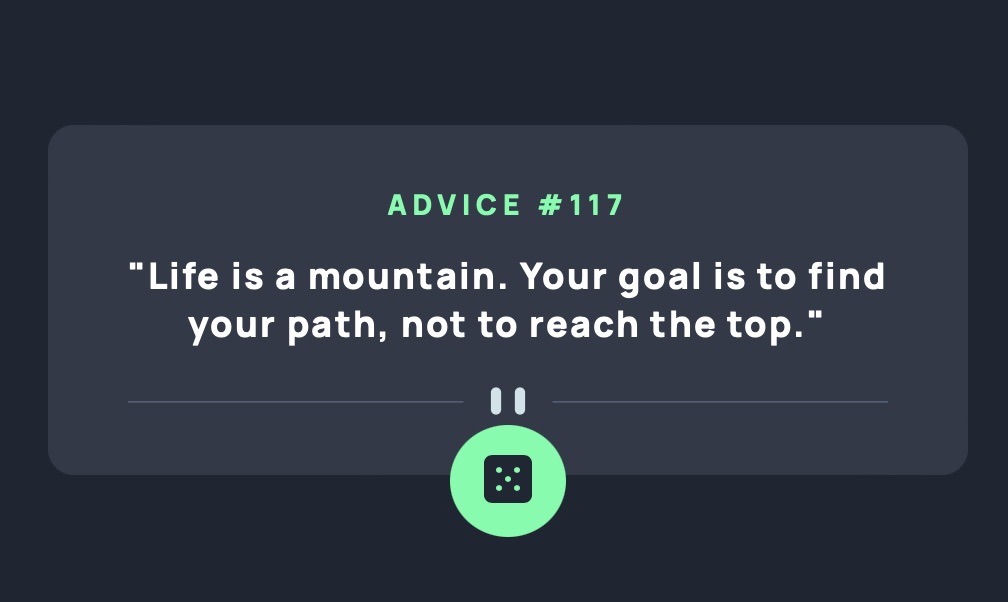 ADVICE #117
"Life is a mountain. Your goal is to find
your path, not to reach the top."